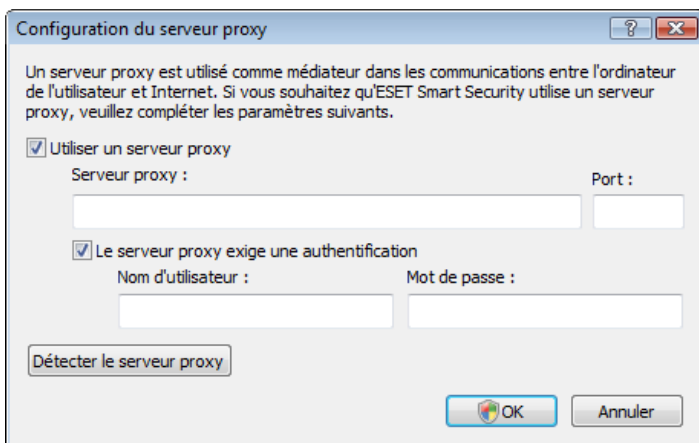 Configuration du serveur proxy
Un serveur proxy est utilisé comme médiateur dans les communications entre l'ordinateur
de l'utilisateur et Internet. Si vous souhaitez qu'ESET Smart Security utilise un serveur
proxy, veuillez compléter les paramètres suivants.
Utiliser un serveur proxy
Serveur proxy :
Port :
Le serveur proxy exige une authentification
Nom d'utilisateur :
Mot de passe :
Détecter le serveur proxy
OK
Annuler